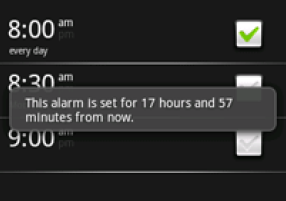 8:00 am
pm
every day
8:30 am
This alarm is set for 17 hours and 57
minutes from now.
9:00 am
pm